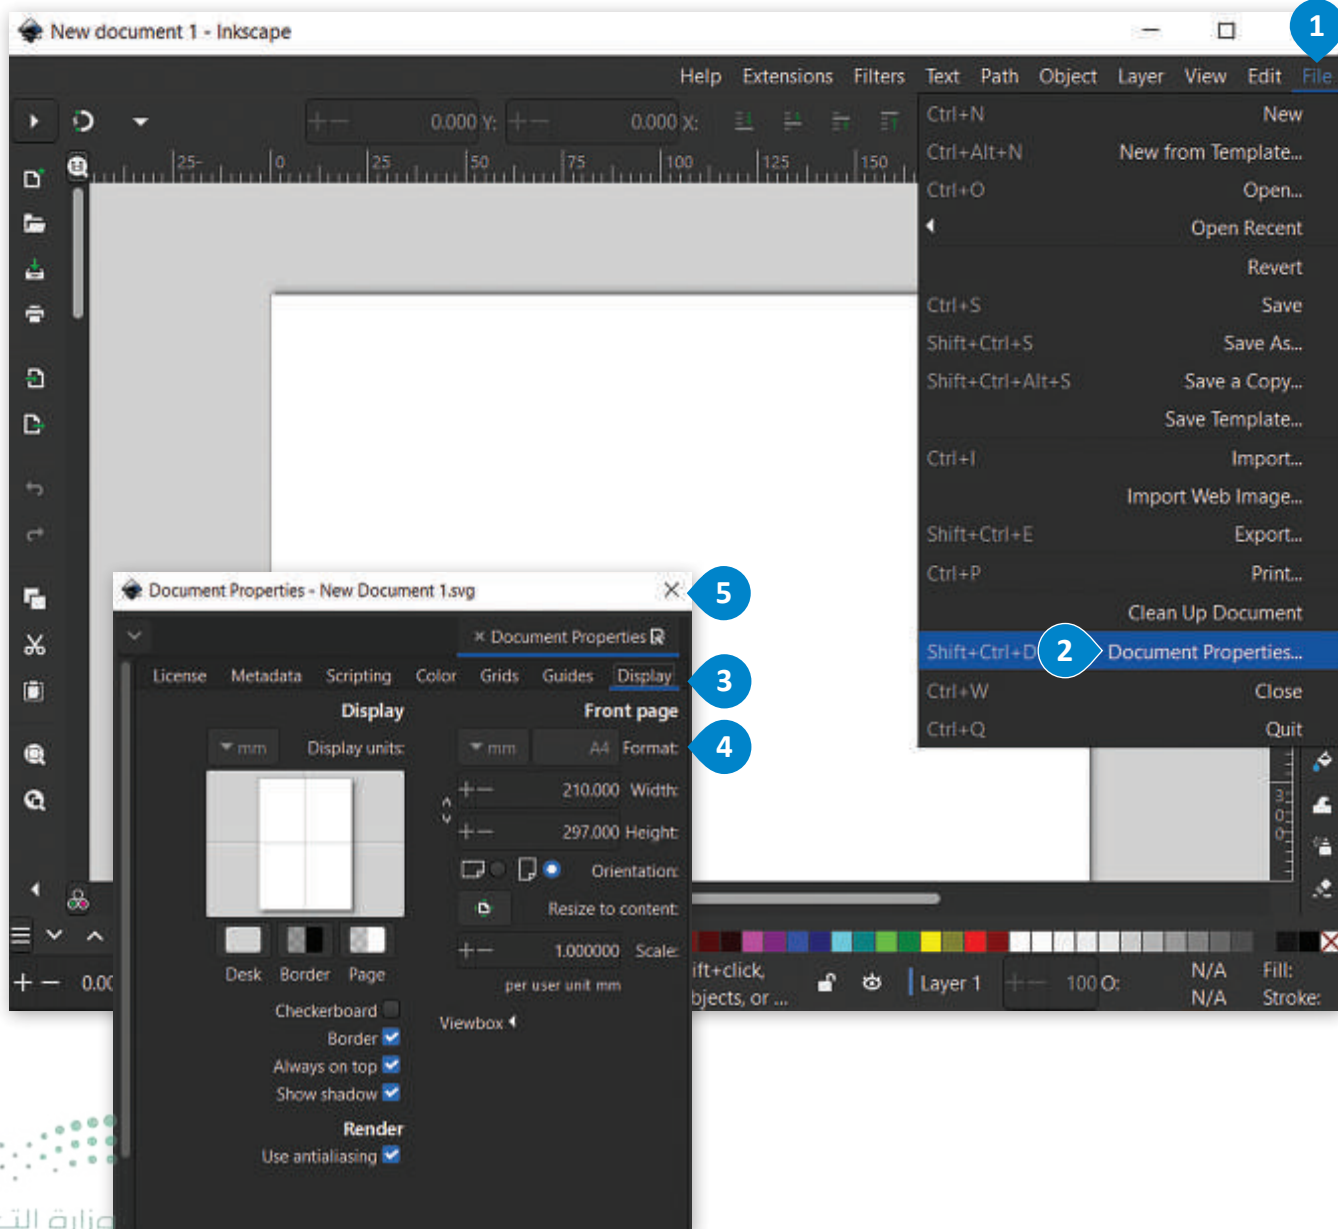 New document 1 - Inkscape
1
Help Extensions Filters Text Path Object Layer View Edit File
0.000 Y: 0.000 X:
25- 0 25 50 75 100 125 150
Ctrl+N New
Ctrl+Alt+N New from Template...
Ctrl+O Open...
Open Recent
Revert
Ctrl+S Save
Shift+Ctrl+S Save As...
Shift+Ctrl+Alt+S Save a Copy...
Save Template...
Ctrl+I Import...
Import Web Image...
Shift+Ctrl+E Export...
Ctrl+P Print...
Clean Up Document
Shift+Ctrl+D 2 Document Properties...
Ctrl+W Close
Ctrl+Q Quit
Document Properties - New Document 1.svg
5
× Document Properties
License Metadata Scripting Color Grids Guides Display
3
Display Front page
mm Display units: mm A4 Format:
4
210.000 Width:
297.000 Height:
Orientation:
Resize to content:
1.000000 Scale:
per user unit mm
Viewbox
Desk Border Page
Checkerboard
Border
Always on top
Show shadow
Render
Use antialiasing
300
0.00
ift+click,
bjects, or ...
Layer 1
100 O:
N/A Fill:
N/A Stroke:
وزارة